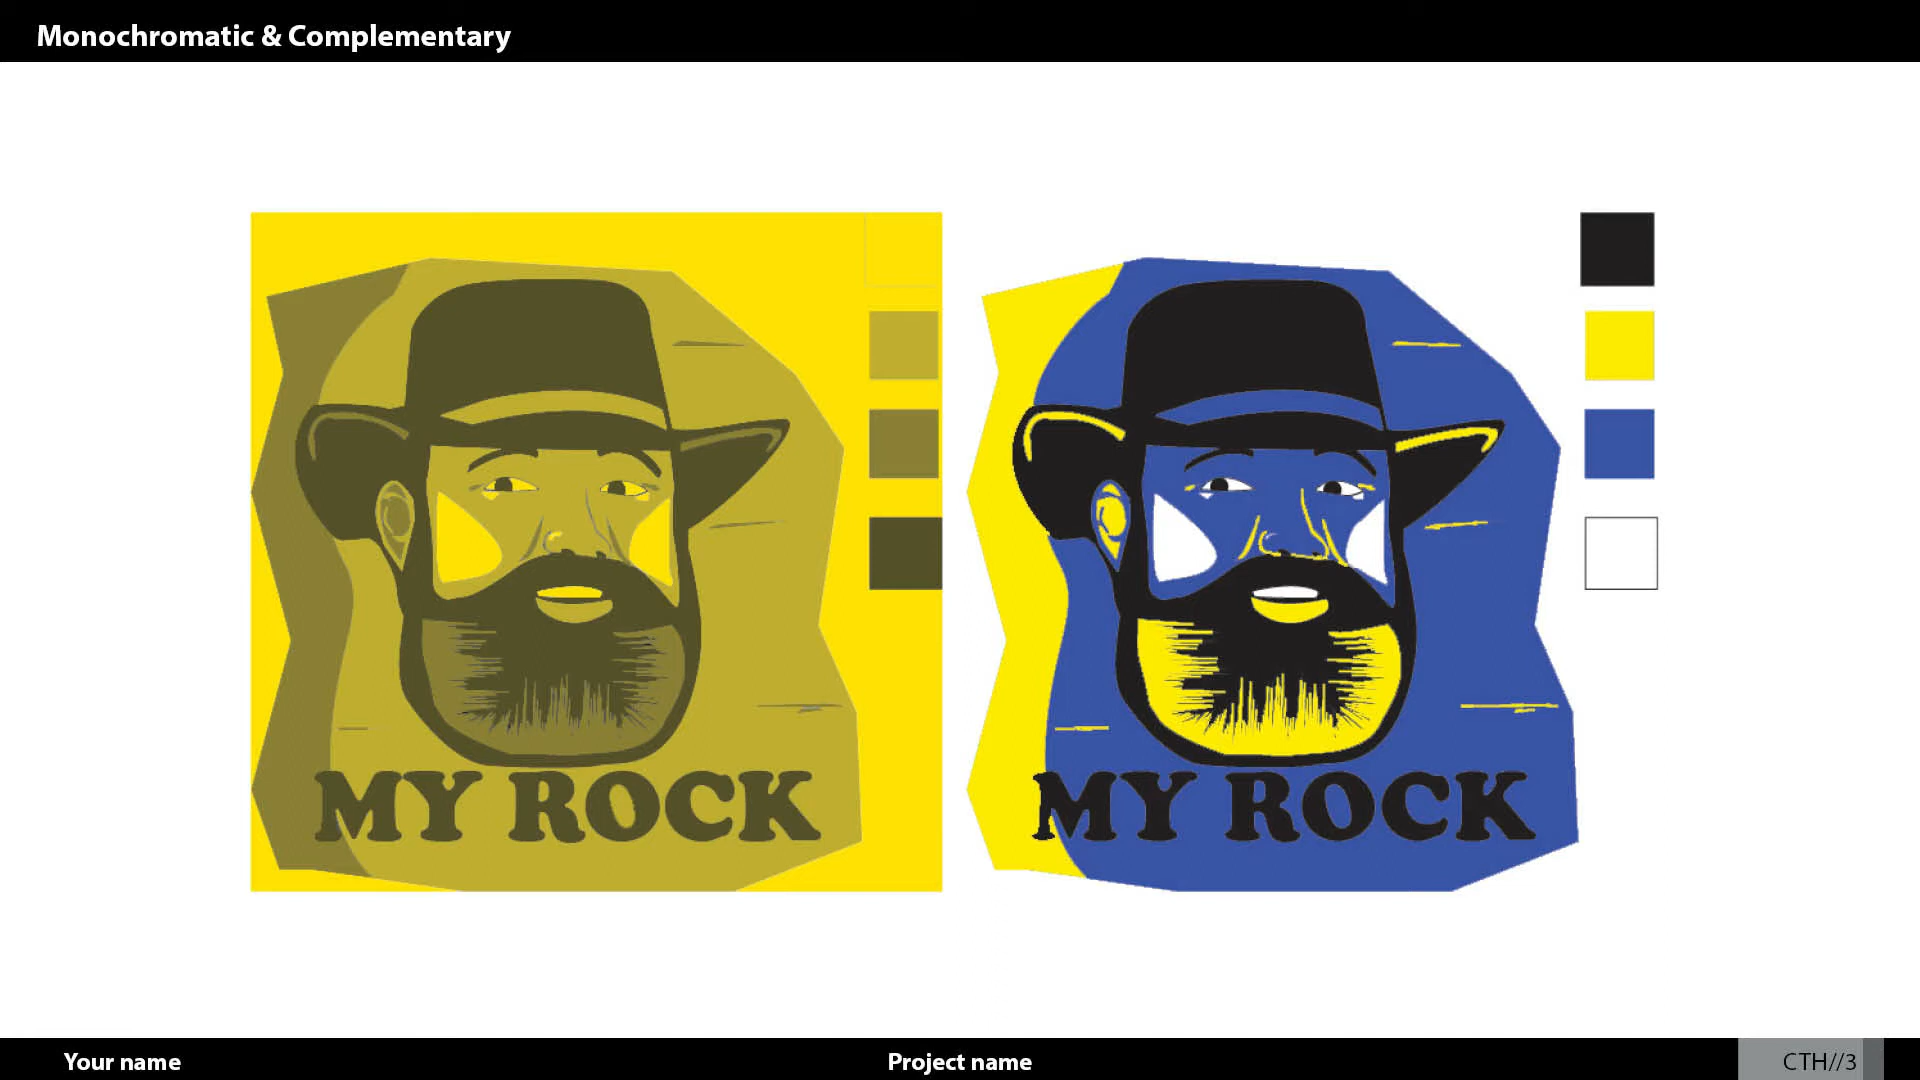 Monochromatic & Complementary
MY ROCK
MY ROCK
Your name
Project name
CTH//3